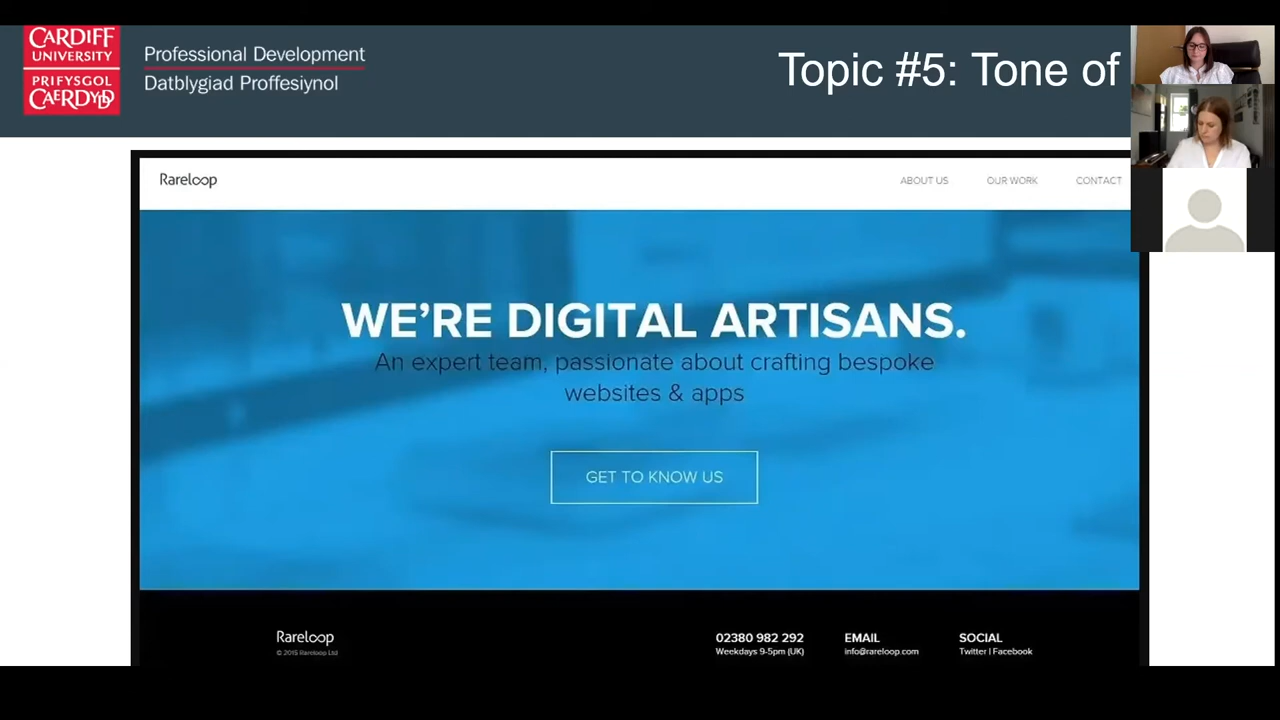 CARDIFF
UNIVERSITY
PRIFYSGOL
CAERDYDD
Professional Development
Datblygiad Proffesiynol
Topic #5: Tone of
Rareloop
ABOUT US
OUR WORK
CONTACT
WE'RE DIGITAL ARTISANS.
An expert team, passionate about crafting bespoke
websites & apps
GET TO KNOW US
Rareloop
© 2015 Rareloop Ltd
02380 982 292
Weekdays 9-5pm (UK)
EMAIL
info@rareloop.com
SOCIAL
Twitter | Facebook